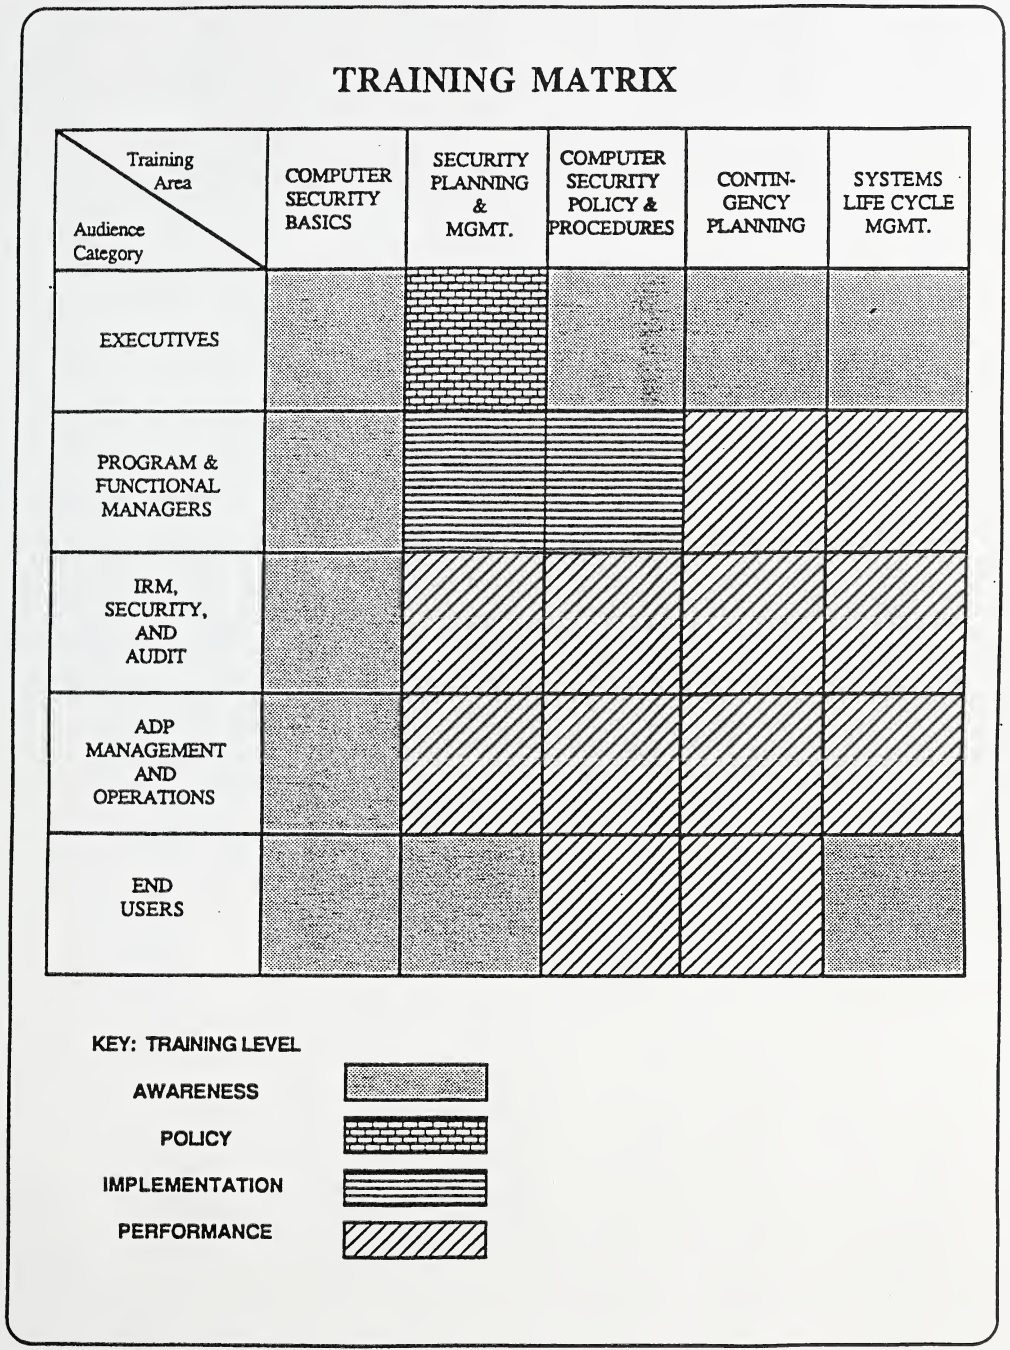 TRAINING MATRIX
Training
Area
Audience
Category
COMPUTER
SECURITY
BASICS
SECURITY
PLANNING
&
MGMT.
COMPUTER
SECURITY
POLICY &
PROCEDURES
CONTIN-
GENCY
PLANNING
SYSTEMS
LIFE CYCLE
MGMT.
EXECUTIVES
PROGRAM &
FUNCTIONAL
MANAGERS
IRM,
SECURITY,
AND
AUDIT
ADP
MANAGEMENT
AND
OPERATIONS
END
USERS
KEY: TRAINING LEVEL
AWARENESS
POLICY
IMPLEMENTATION
PERFORMANCE